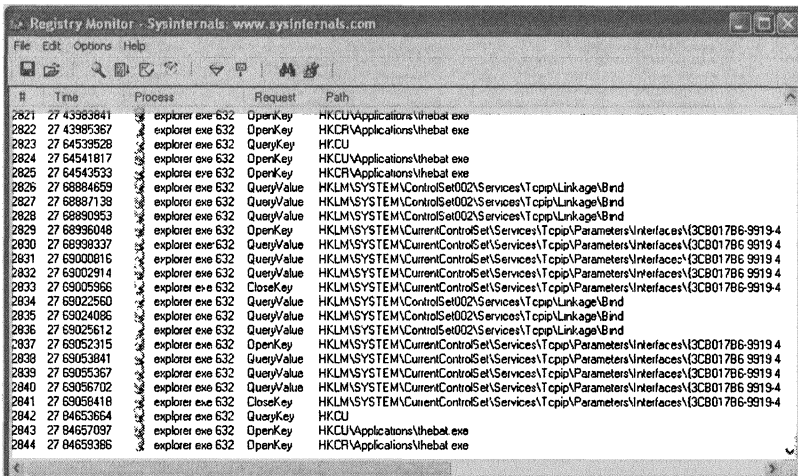 Registry Monitor - Sysinternals: www.sysinternals.com
File Edit Options Help
# Time Process Request Path
2821 27 43983841 explorer exe 632 OpenKey HKCU\Applications\thebat exe
2822 27 43985367 explorer exe 632 OpenKey HKCR\Applications\thebat exe
2823 27 64539528 explorer exe 632 QueryKey HKCU
2824 27 64541817 explorer exe 632 OpenKey HKCU\Applications\thebat exe
2825 27 64543533 explorer exe 632 OpenKey HKCR\Applications\thebat exe
2826 27 68884659 explorer exe 632 QueryValue HKLM\SYSTEM\ControlSet002\Services\Tcpip\Linkage\Bind
2827 27 68887138 explorer exe 632 QueryValue HKLM\SYSTEM\ControlSet002\Services\Tcpip\Linkage\Bind
2828 27 68890953 explorer exe 632 QueryValue HKLM\SYSTEM\ControlSet002\Services\Tcpip\Linkage\Bind
2829 27 68996048 explorer exe 632 OpenKey HKLM\SYSTEM\CurrentControlSet\Services\Tcpip\Parameters\Interfaces\{3CB017B6-9919-4
2830 27 68998337 explorer exe 632 QueryValue HKLM\SYSTEM\CurrentControlSet\Services\Tcpip\Parameters\Interfaces\{3CB017B6-9919-4
2831 27 69000816 explorer exe 632 QueryValue HKLM\SYSTEM\CurrentControlSet\Services\Tcpip\Parameters\Interfaces\{3CB017B6-9919-4
2832 27 69002914 explorer exe 632 QueryValue HKLM\SYSTEM\CurrentControlSet\Services\Tcpip\Parameters\Interfaces\{3CB017B6-9919-4
2833 27 69005966 explorer exe 632 CloseKey HKLM\SYSTEM\CurrentControlSet\Services\Tcpip\Parameters\Interfaces\{3CB017B6-9919-4
2834 27 69022560 explorer exe 632 QueryValue HKLM\SYSTEM\ControlSet002\Services\Tcpip\Linkage\Bind
2835 27 69024086 explorer exe 632 QueryValue HKLM\SYSTEM\ControlSet002\Services\Tcpip\Linkage\Bind
2836 27 69025612 explorer exe 632 QueryValue HKLM\SYSTEM\ControlSet002\Services\Tcpip\Linkage\Bind
2837 27 69052315 explorer exe 632 OpenKey HKLM\SYSTEM\CurrentControlSet\Services\Tcpip\Parameters\Interfaces\{3CB017B6-9919 4
2838 27 69053841 explorer exe 632 QueryValue HKLM\SYSTEM\CurrentControlSet\Services\Tcpip\Parameters\Interfaces\{3CB017B6-9919 4
2839 27 69055367 explorer exe 632 QueryValue HKLM\SYSTEM\CurrentControlSet\Services\Tcpip\Parameters\Interfaces\{3CB017B6-9919 4
2840 27 69056702 explorer exe 632 QueryValue HKLM\SYSTEM\CurrentControlSet\Services\Tcpip\Parameters\Interfaces\{3CB017B6 9919 4
2841 27 69058418 explorer exe 632 CloseKey HKLM\SYSTEM\CurrentControlSet\Services\Tcpip\Parameters\Interfaces\{3CB017B6-9919-4
2842 27 84653664 explorer exe 632 QueryKey HKCU
2843 27 84657097 explorer exe 632 OpenKey HKCU\Applications\thebat exe
2844 27 84659386 explorer exe 632 OpenKey HKCR\Applications\thebat exe